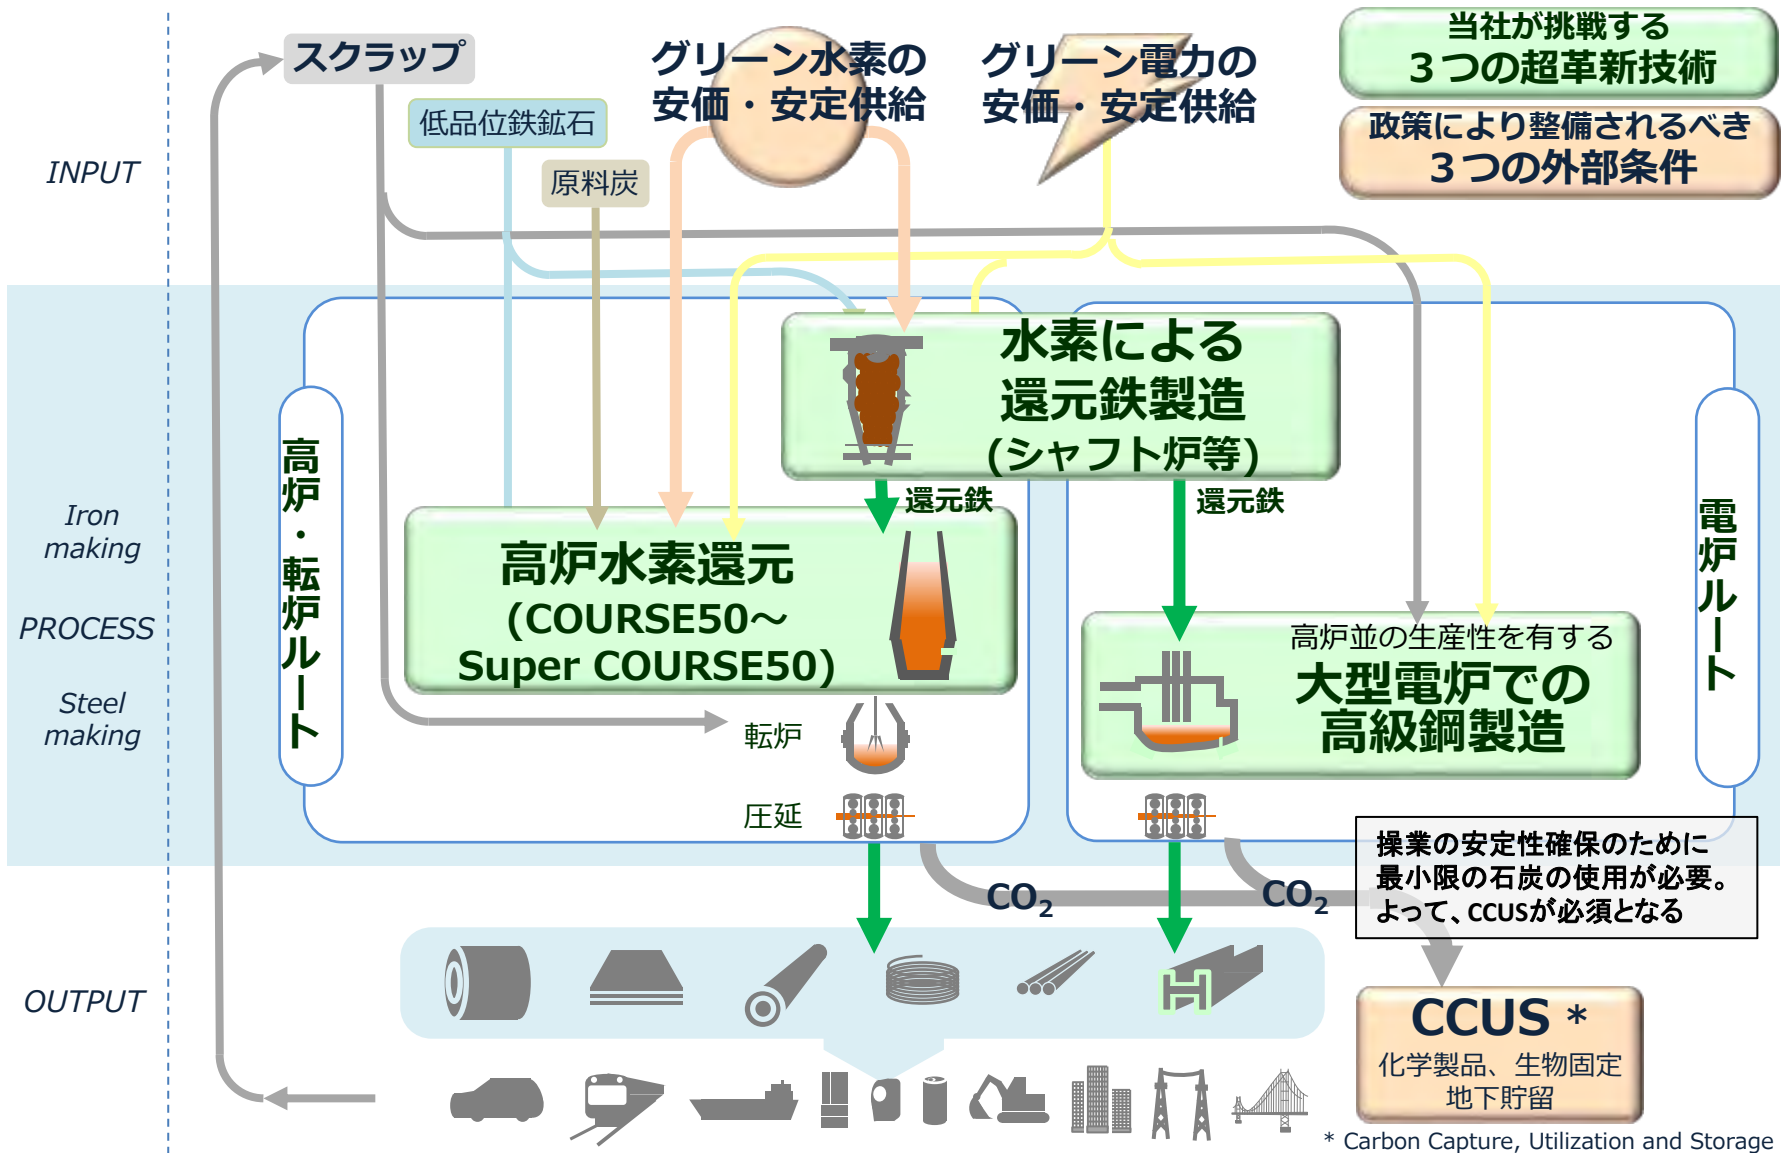 スクラップ
グリーン水素の
安価・安定供給
グリーン電力の
安価・安定供給
当社が挑戦する
３つの超革新技術
政策により整備されるべき
３つの外部条件
低品位鉄鉱石
原料炭
INPUT
水素による
還元鉄製造
(シャフト炉等)
還元鉄
還元鉄
高炉・転炉ルート
電炉ルート
Iron
making
PROCESS
Steel
making
高炉水素還元
(COURSE50～
Super COURSE50)
高炉並の生産性を有する
大型電炉での
高級鋼製造
転炉
圧延
操業の安定性確保のために
最小限の石炭の使用が必要。
よって、CCUSが必須となる
CO2
CO2
OUTPUT
CCUS *
化学製品、生物固定
地下貯留
* Carbon Capture, Utilization and Storage